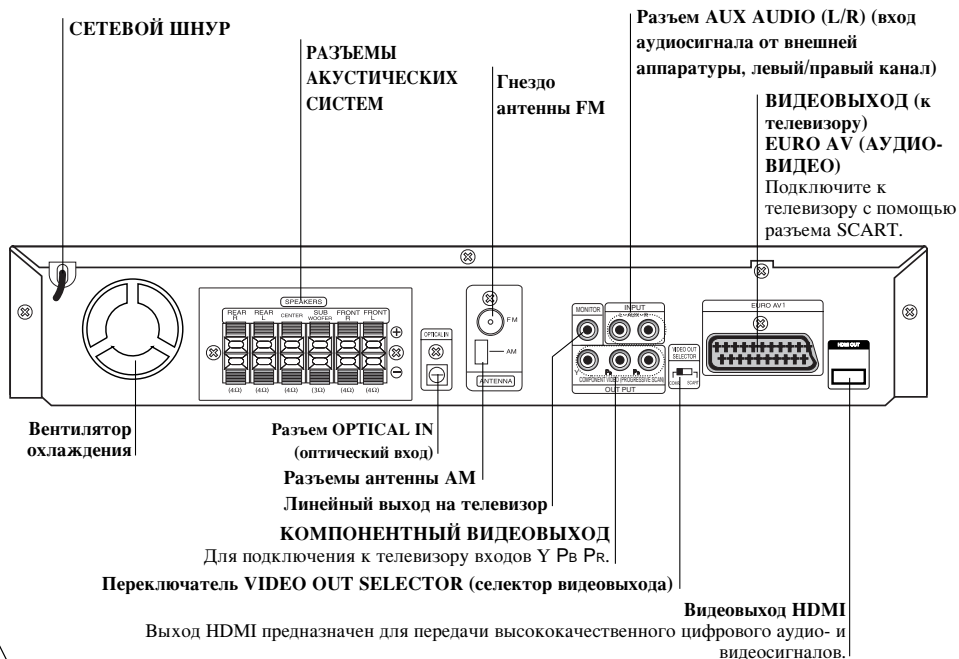 СЕТЕВОЙ ШНУР
РАЗЪЕМЫ
АКУСТИЧЕСКИХ
СИСТЕМ
Гнездо
антенны FM
Разъем AUX AUDIO (L/R) (вход
аудиосигнала от внешней
аппаратуры, левый/правый канал)
ВИДЕОВЫХОД (к
телевизору)
EURO AV (АУДИО-
ВИДЕО)
Подключите к
телевизору с помощью
разъема SCART.
SPEAKERS
REAR R
REAR L
CENTER
SUB WOOFER
FRONT R
FRONT L
(4Ω) (4Ω) (4Ω) (3Ω) (4Ω) (4Ω)
OPTICAL IN
FM
AM
ANTENNA
MONITOR
INPUT
L - AUX - R
Y PB PR
COMPONENT VIDEO (PROGRESSIVE SCAN)
OUT PUT
VIDEO OUT
SELECTOR
COMP. SCART
EURO AV1
HDMI OUT
Вентилятор
охлаждения
Разъем OPTICAL IN
(оптический вход)
Разъемы антенны AM
Линейный выход на телевизор
КОМПОНЕНТНЫЙ ВИДЕОВЫХОД
Для подключения к телевизору входов Y PB PR.
Переключатель VIDEO OUT SELECTOR (селектор видеовыхода)
Видеовыход HDMI
Выход HDMI предназначен для передачи высококачественного цифрового аудио- и
видеосигналов.